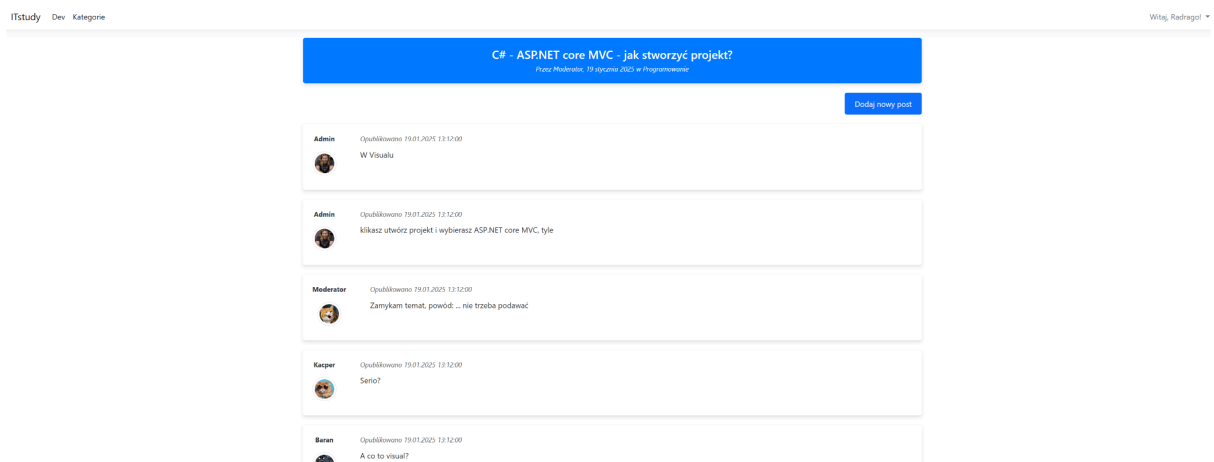 ITstudy Dev Kategorie Witaj, Radrago!
C# - ASP.NET core MVC - jak stworzyć projekt?
Przez Moderator, 19 stycznia 2025 w Programowanie
Dodaj nowy post
Admin Opublikowano 19.01.2025 13:12:00
W Visualu
Admin Opublikowano 19.01.2025 13:12:00
klikasz utwórz projekt i wybierasz ASP.NET core MVC, tyle
Moderator Opublikowano 19.01.2025 13:12:00
Zamykam temat, powód: ... nie trzeba podawać
Kacper Opublikowano 19.01.2025 13:12:00
Serio?
Baran Opublikowano 19.01.2025 13:12:00
A co to visual?